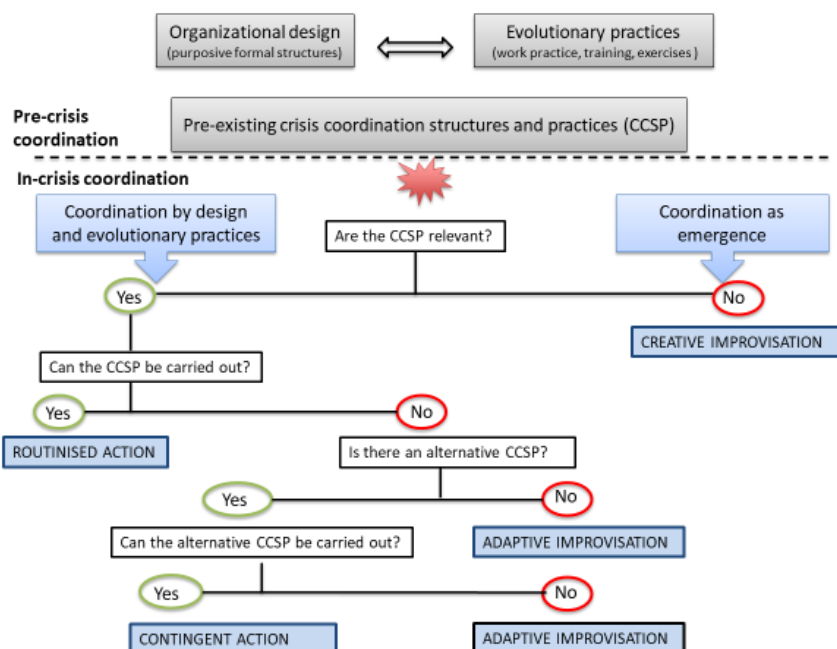 Organizational design
(purposive formal structures)
Evolutionary practices
(work practice, training, exercises )
Pre-crisis
coordination
Pre-existing crisis coordination structures and practices (CCSP)
In-crisis coordination
Coordination by design
and evolutionary practices
Are the CCSP relevant?
Coordination as
emergence
Yes
No
CREATIVE IMPROVISATION
Can the CCSP be carried out?
Yes
No
ROUTINISED ACTION
Is there an alternative CCSP?
Yes
No
Can the alternative CCSP be carried out?
ADAPTIVE IMPROVISATION
Yes
No
CONTINGENT ACTION
ADAPTIVE IMPROVISATION